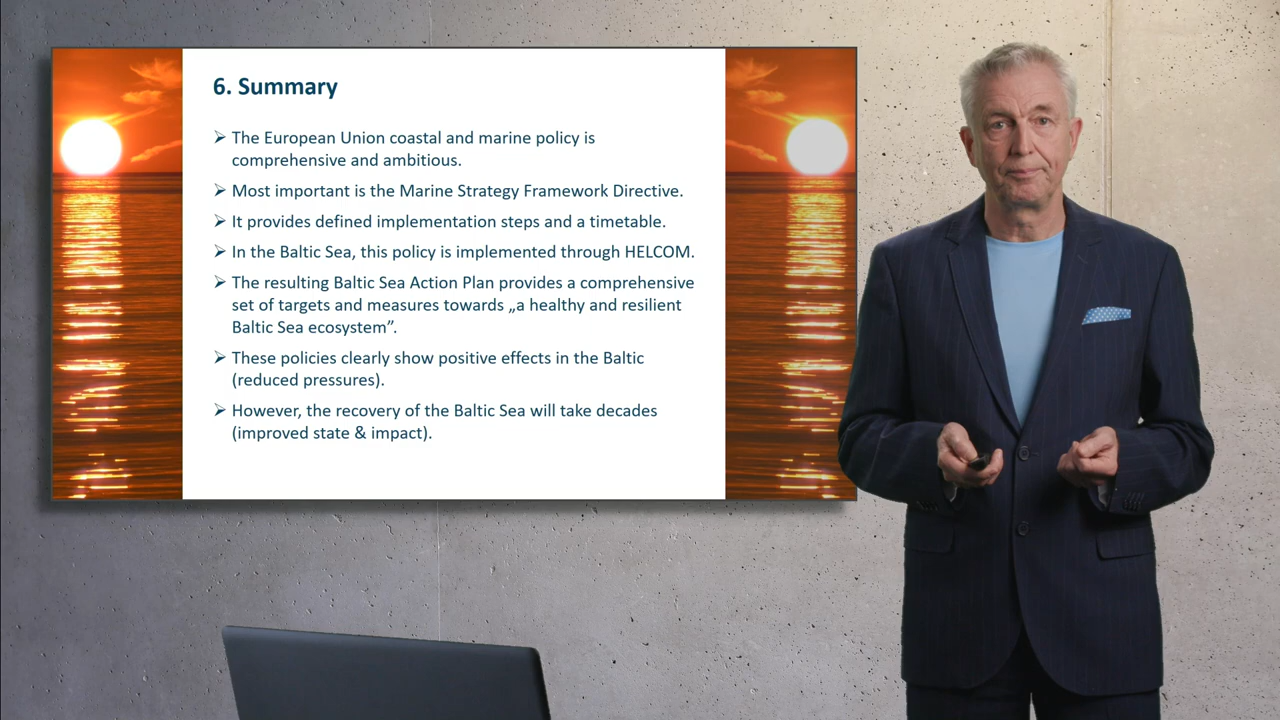 6. Summary
➢ The European Union coastal and marine policy is
comprehensive and ambitious.
➢ Most important is the Marine Strategy Framework Directive.
➢ It provides defined implementation steps and a timetable.
➢ In the Baltic Sea, this policy is implemented through HELCOM.
➢ The resulting Baltic Sea Action Plan provides a comprehensive
set of targets and measures towards „a healthy and resilient
Baltic Sea ecosystem”.
➢ These policies clearly show positive effects in the Baltic
(reduced pressures).
➢ However, the recovery of the Baltic Sea will take decades
(improved state & impact).